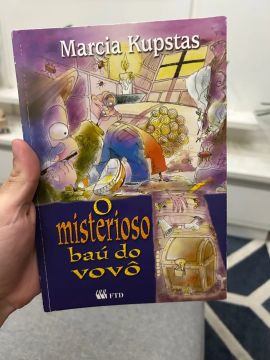 Marcia Kupstas
O
misterioso
baú do
vovô
FTD